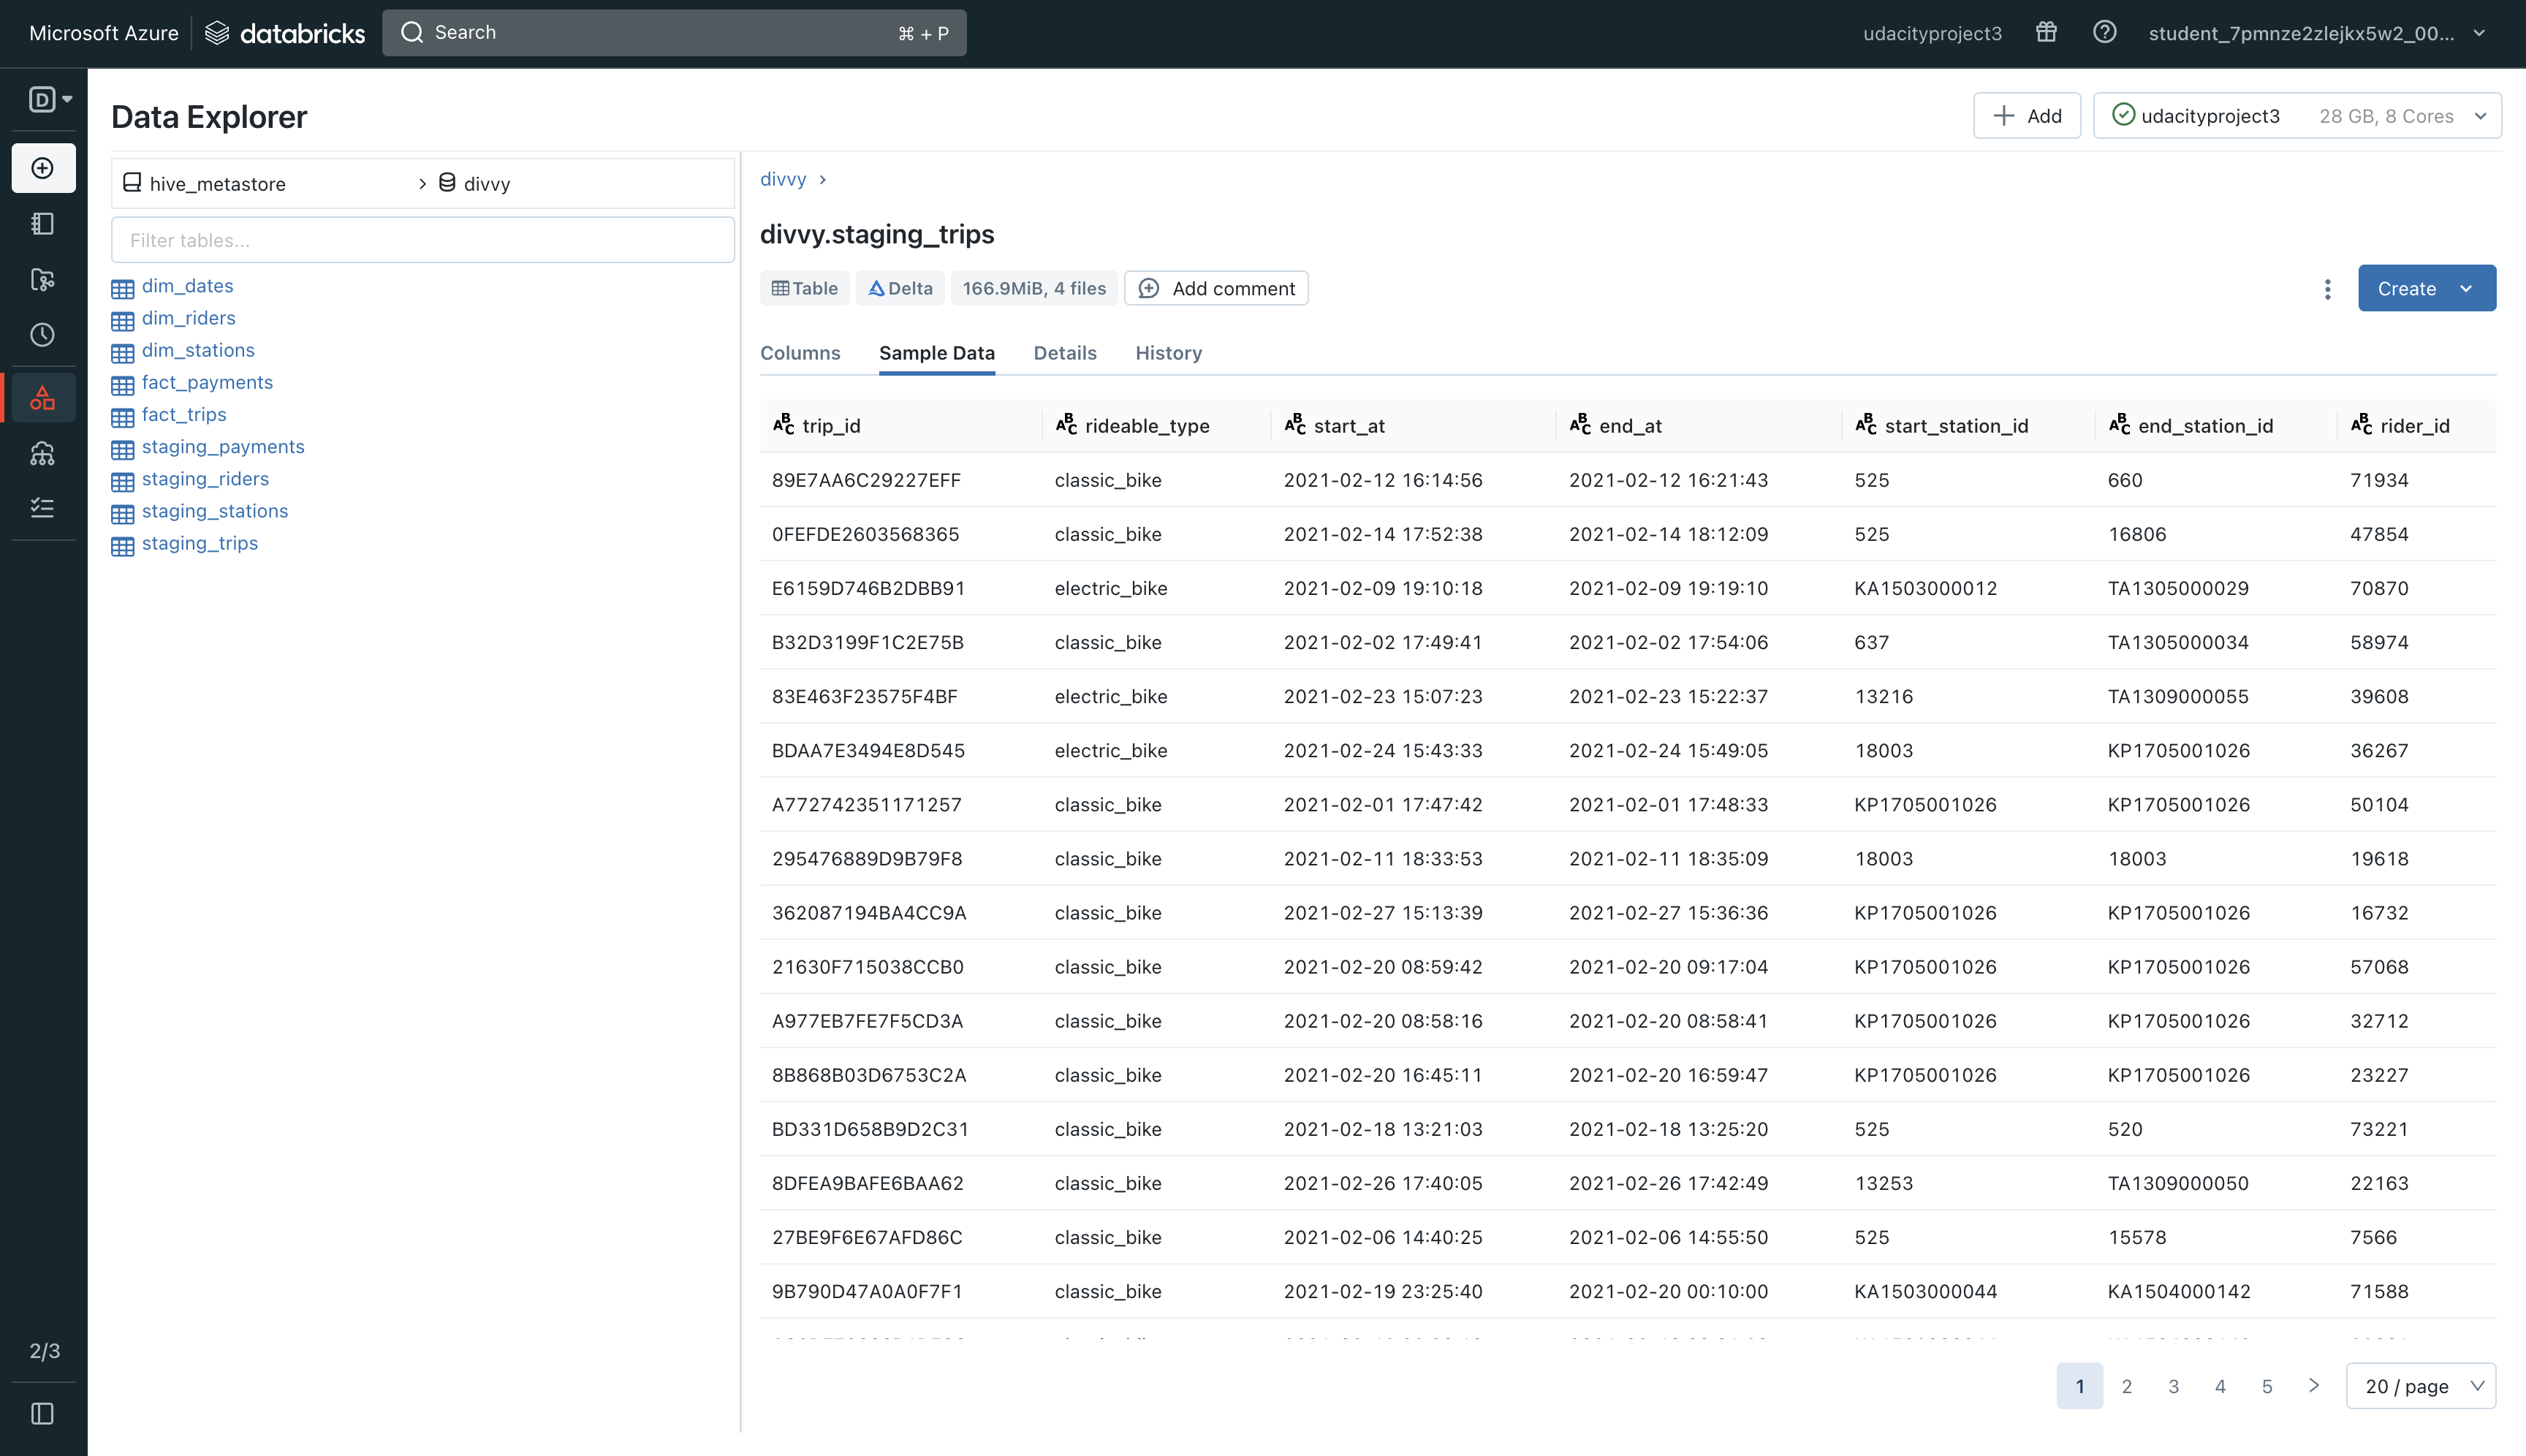 Microsoft Azure databricks Search ⌘ + P udacityproject3 student_7pmnze2zlejkx5w2_00...
D
Data Explorer
Add udacityproject3 28 GB, 8 Cores
hive_metastore > divvy
Filter tables...
dim_dates
dim_riders
dim_stations
fact_payments
fact_trips
staging_payments
staging_riders
staging_stations
staging_trips
2/3
divvy >
divvy.staging_trips
Table Delta 166.9MiB, 4 files Add comment Create
Columns Sample Data Details History
trip_id rideable_type start_at end_at start_station_id end_station_id rider_id
89E7AA6C29227EFF classic_bike 2021-02-12 16:14:56 2021-02-12 16:21:43 525 660 71934
0FEFDE2603568365 classic_bike 2021-02-14 17:52:38 2021-02-14 18:12:09 525 16806 47854
E6159D746B2DBB91 electric_bike 2021-02-09 19:10:18 2021-02-09 19:19:10 KA1503000012 TA1305000029 70870
B32D3199F1C2E75B classic_bike 2021-02-02 17:49:41 2021-02-02 17:54:06 637 TA1305000034 58974
83E463F23575F4BF electric_bike 2021-02-23 15:07:23 2021-02-23 15:22:37 13216 TA1309000055 39608
BDAA7E3494E8D545 electric_bike 2021-02-24 15:43:33 2021-02-24 15:49:05 18003 KP1705001026 36267
A772742351171257 classic_bike 2021-02-01 17:47:42 2021-02-01 17:48:33 KP1705001026 KP1705001026 50104
295476889D9B79F8 classic_bike 2021-02-11 18:33:53 2021-02-11 18:35:09 18003 18003 19618
362087194BA4CC9A classic_bike 2021-02-27 15:13:39 2021-02-27 15:36:36 KP1705001026 KP1705001026 16732
21630F715038CCB0 classic_bike 2021-02-20 08:59:42 2021-02-20 09:17:04 KP1705001026 KP1705001026 57068
A977EB7FE7F5CD3A classic_bike 2021-02-20 08:58:16 2021-02-20 08:58:41 KP1705001026 KP1705001026 32712
8B868B03D6753C2A classic_bike 2021-02-20 16:45:11 2021-02-20 16:59:47 KP1705001026 KP1705001026 23227
BD331D658B9D2C31 classic_bike 2021-02-18 13:21:03 2021-02-18 13:25:20 525 520 73221
8DFEA9BAFE6BAA62 classic_bike 2021-02-26 17:40:05 2021-02-26 17:42:49 13253 TA1309000050 22163
27BE9F6E67AFD86C classic_bike 2021-02-06 14:40:25 2021-02-06 14:55:50 525 15578 7566
9B790D47A0A0F7F1 classic_bike 2021-02-19 23:25:40 2021-02-20 00:10:00 KA1503000044 KA1504000142 71588
1 2 3 4 5 > 20 / page